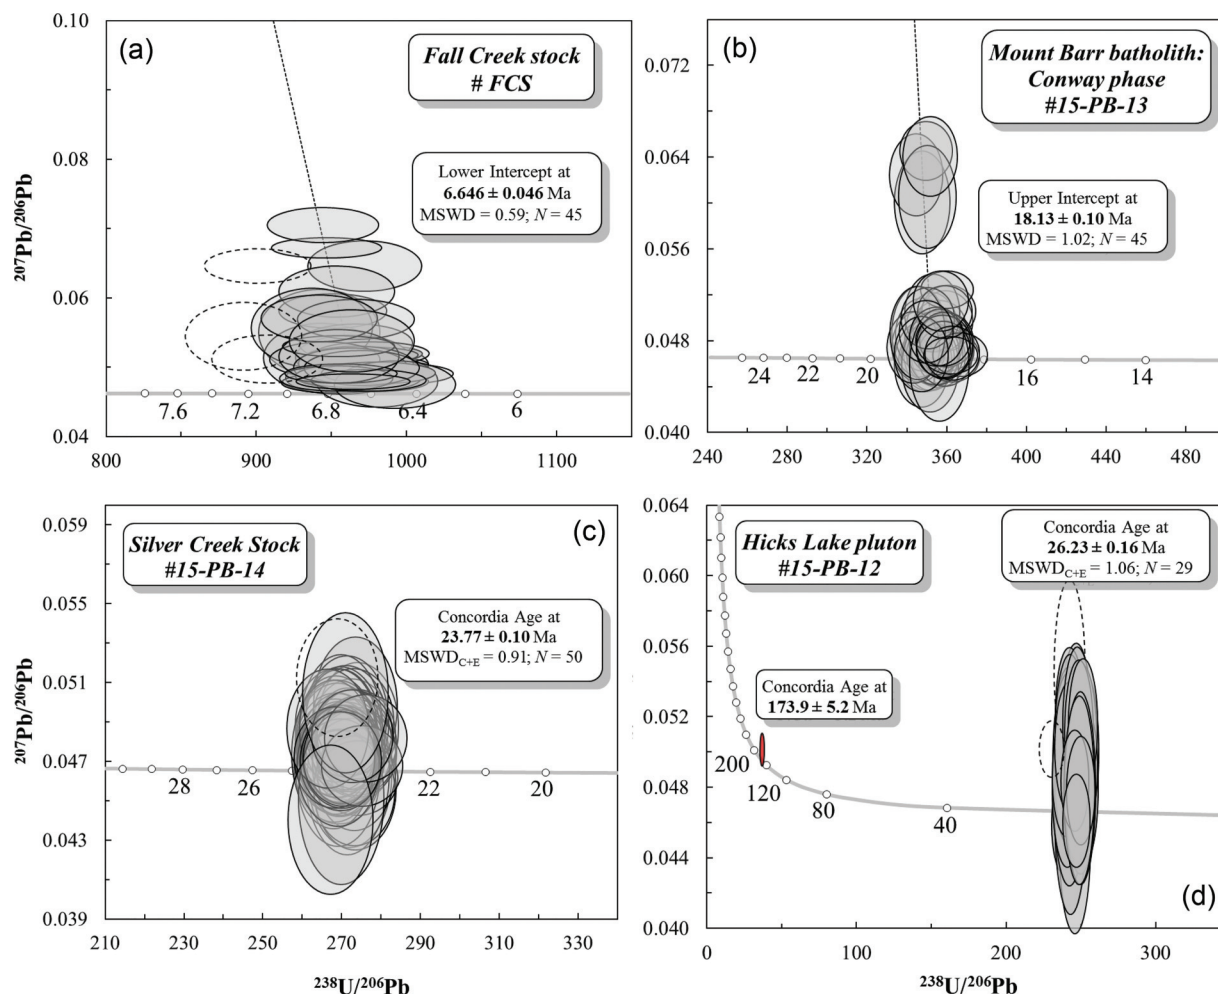 (a)
Fall Creek stock
# FCS
Lower Intercept at
6.646 ± 0.046 Ma
MSWD = 0.59; N = 45
²⁰⁷Pb/²⁰⁶Pb
0.10
0.08
0.06
0.04
7.6
7.2
6.8
6.4
6
800
900
1000
1100
(b)
Mount Barr batholith:
Conway phase
#15-PB-13
Upper Intercept at
18.13 ± 0.10 Ma
MSWD = 1.02; N = 45
0.072
0.064
0.056
0.048
0.040
24
22
20
16
14
240
280
320
360
400
440
480
(c)
Silver Creek Stock
#15-PB-14
Concordia Age at
23.77 ± 0.10 Ma
MSWD_C+E = 0.91; N = 50
²⁰⁷Pb/²⁰⁶Pb
0.059
0.055
0.051
0.047
0.043
0.039
28
26
22
20
210
230
250
270
290
310
330
²³⁸U/²⁰⁶Pb
(d)
Hicks Lake pluton
#15-PB-12
Concordia Age at
26.23 ± 0.16 Ma
MSWD_C+E = 1.06; N = 29
Concordia Age at
173.9 ± 5.2 Ma
0.064
0.060
0.056
0.052
0.048
0.044
0.040
200
120
80
40
0
100
200
300
²³⁸U/²⁰⁶Pb